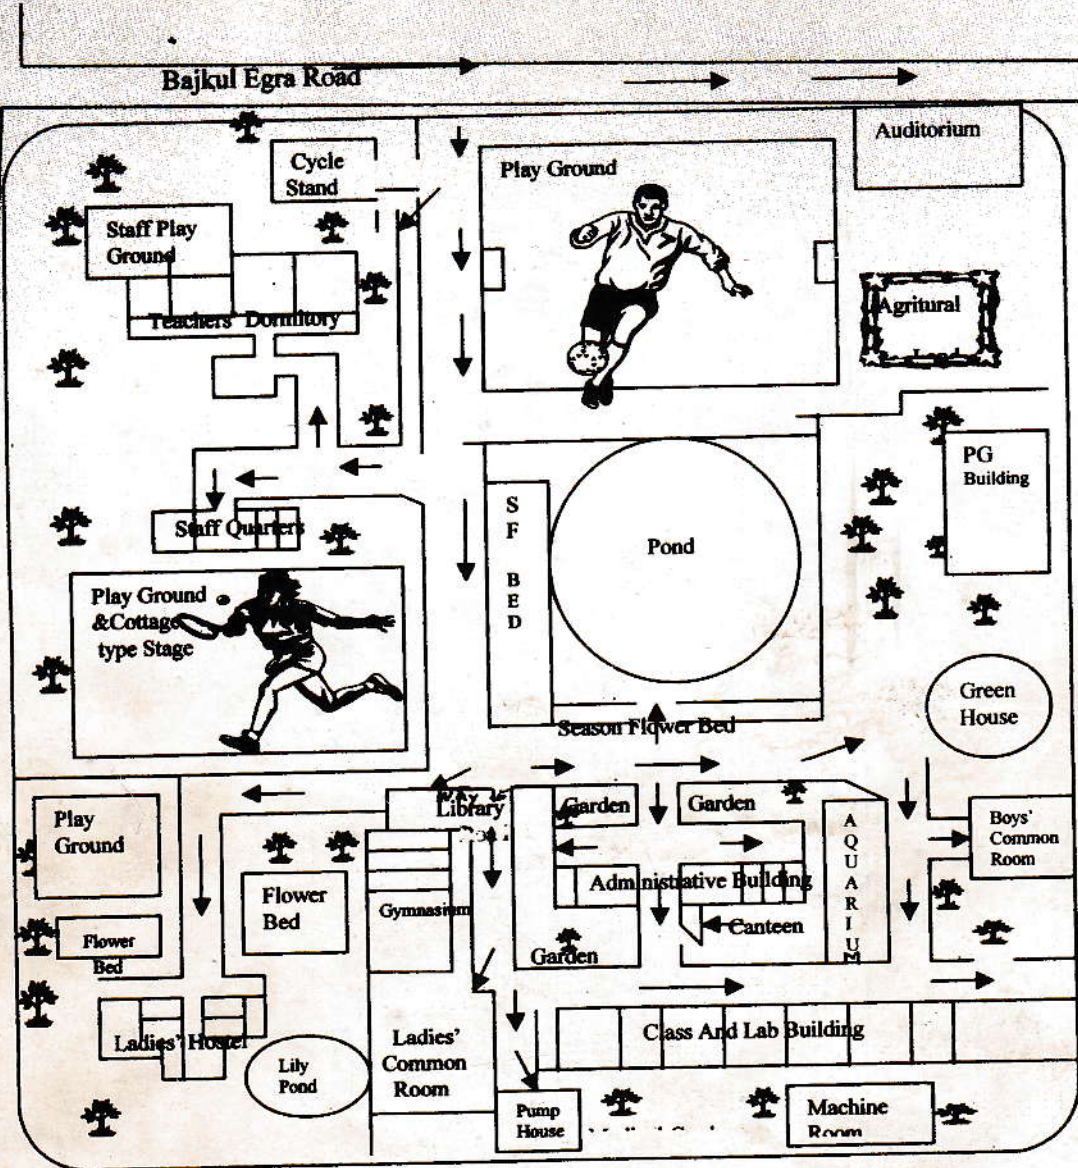 Bajkul Egra Road
Auditorium
Cycle
Stand
Play Ground
Staff Play
Ground
Agritural
Teachers' Dormitory
PG
Building
S
F
B
E
D
Pond
Staff Quarters
Play Ground
&Cottage
type Stage
Green
House
Season Flower Bed
Library
Garden
Garden
Play
Ground
A
Q
U
A
R
I
U
M
Boys'
Common
Room
Flower
Bed
Gymnasium
Administrative Building
Canteen
Flower
Bed
Garden
Ladies' Hostel
Class And Lab Building
Ladies'
Common
Room
Lily
Pond
Pump
House
Machine
Room